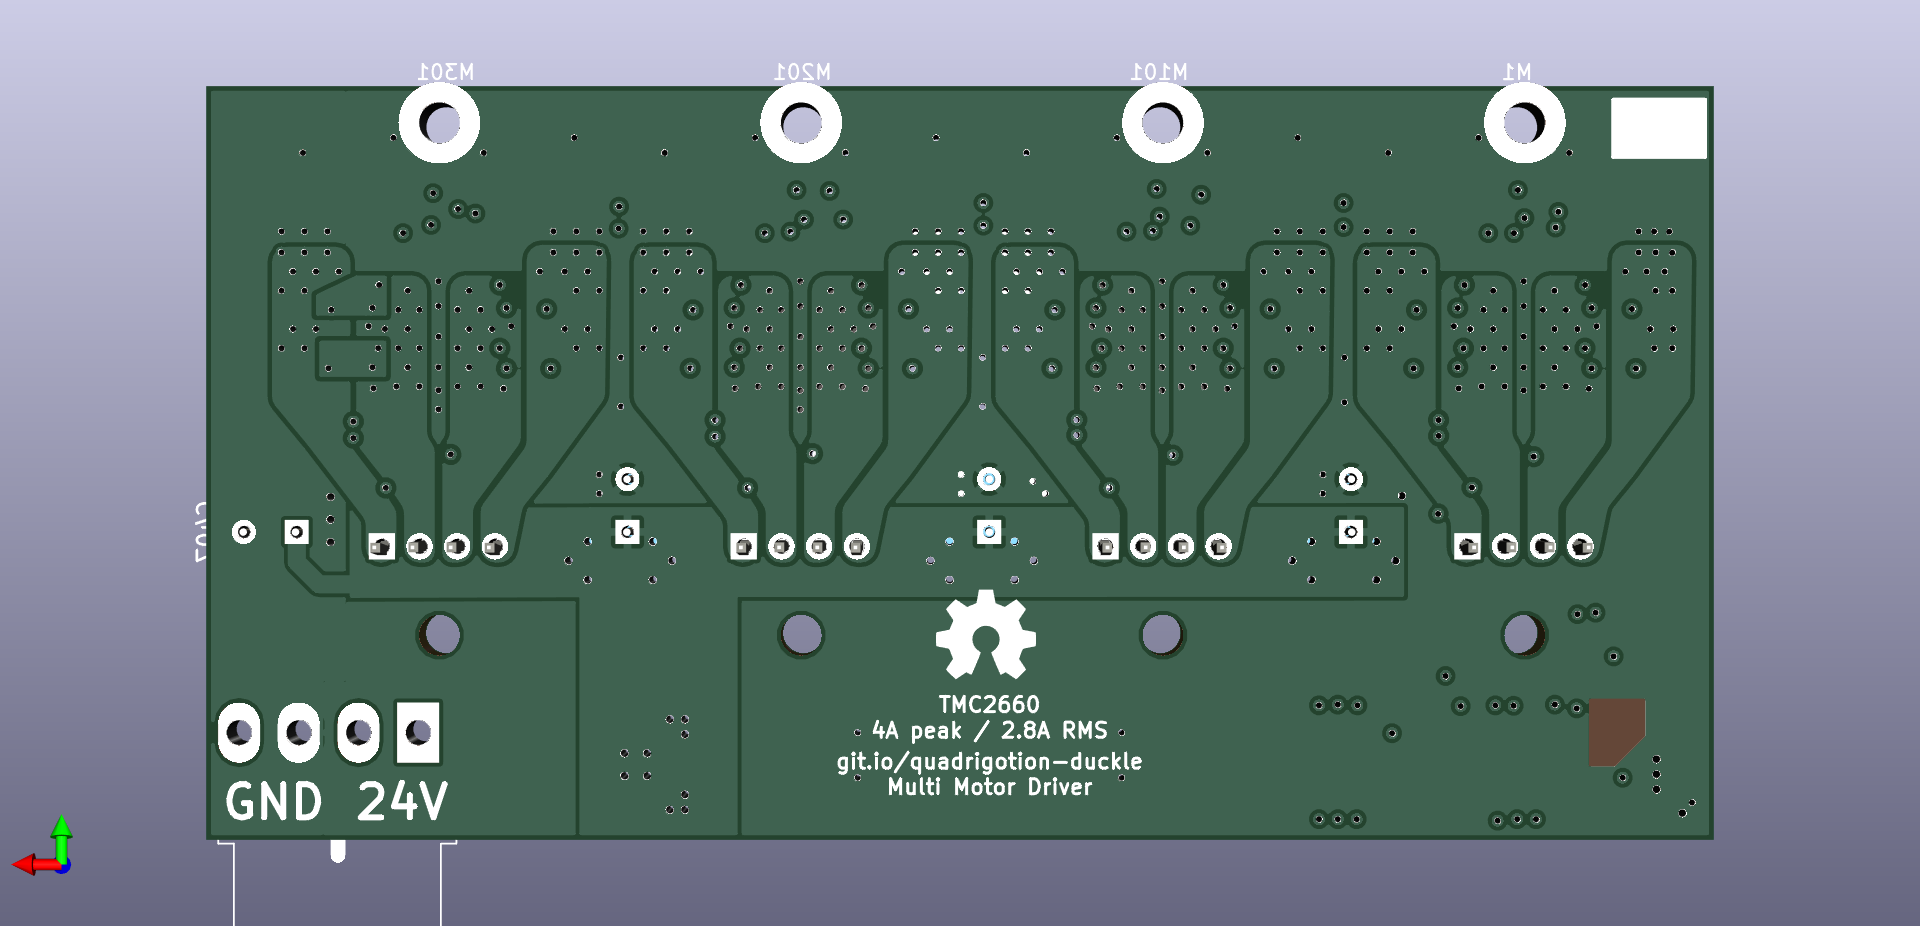 M301 M201 M101 M1
C402
TMC2660
4A peak / 2.8A RMS
git.io/quadrigotion-duckle
Multi Motor Driver
GND 24V